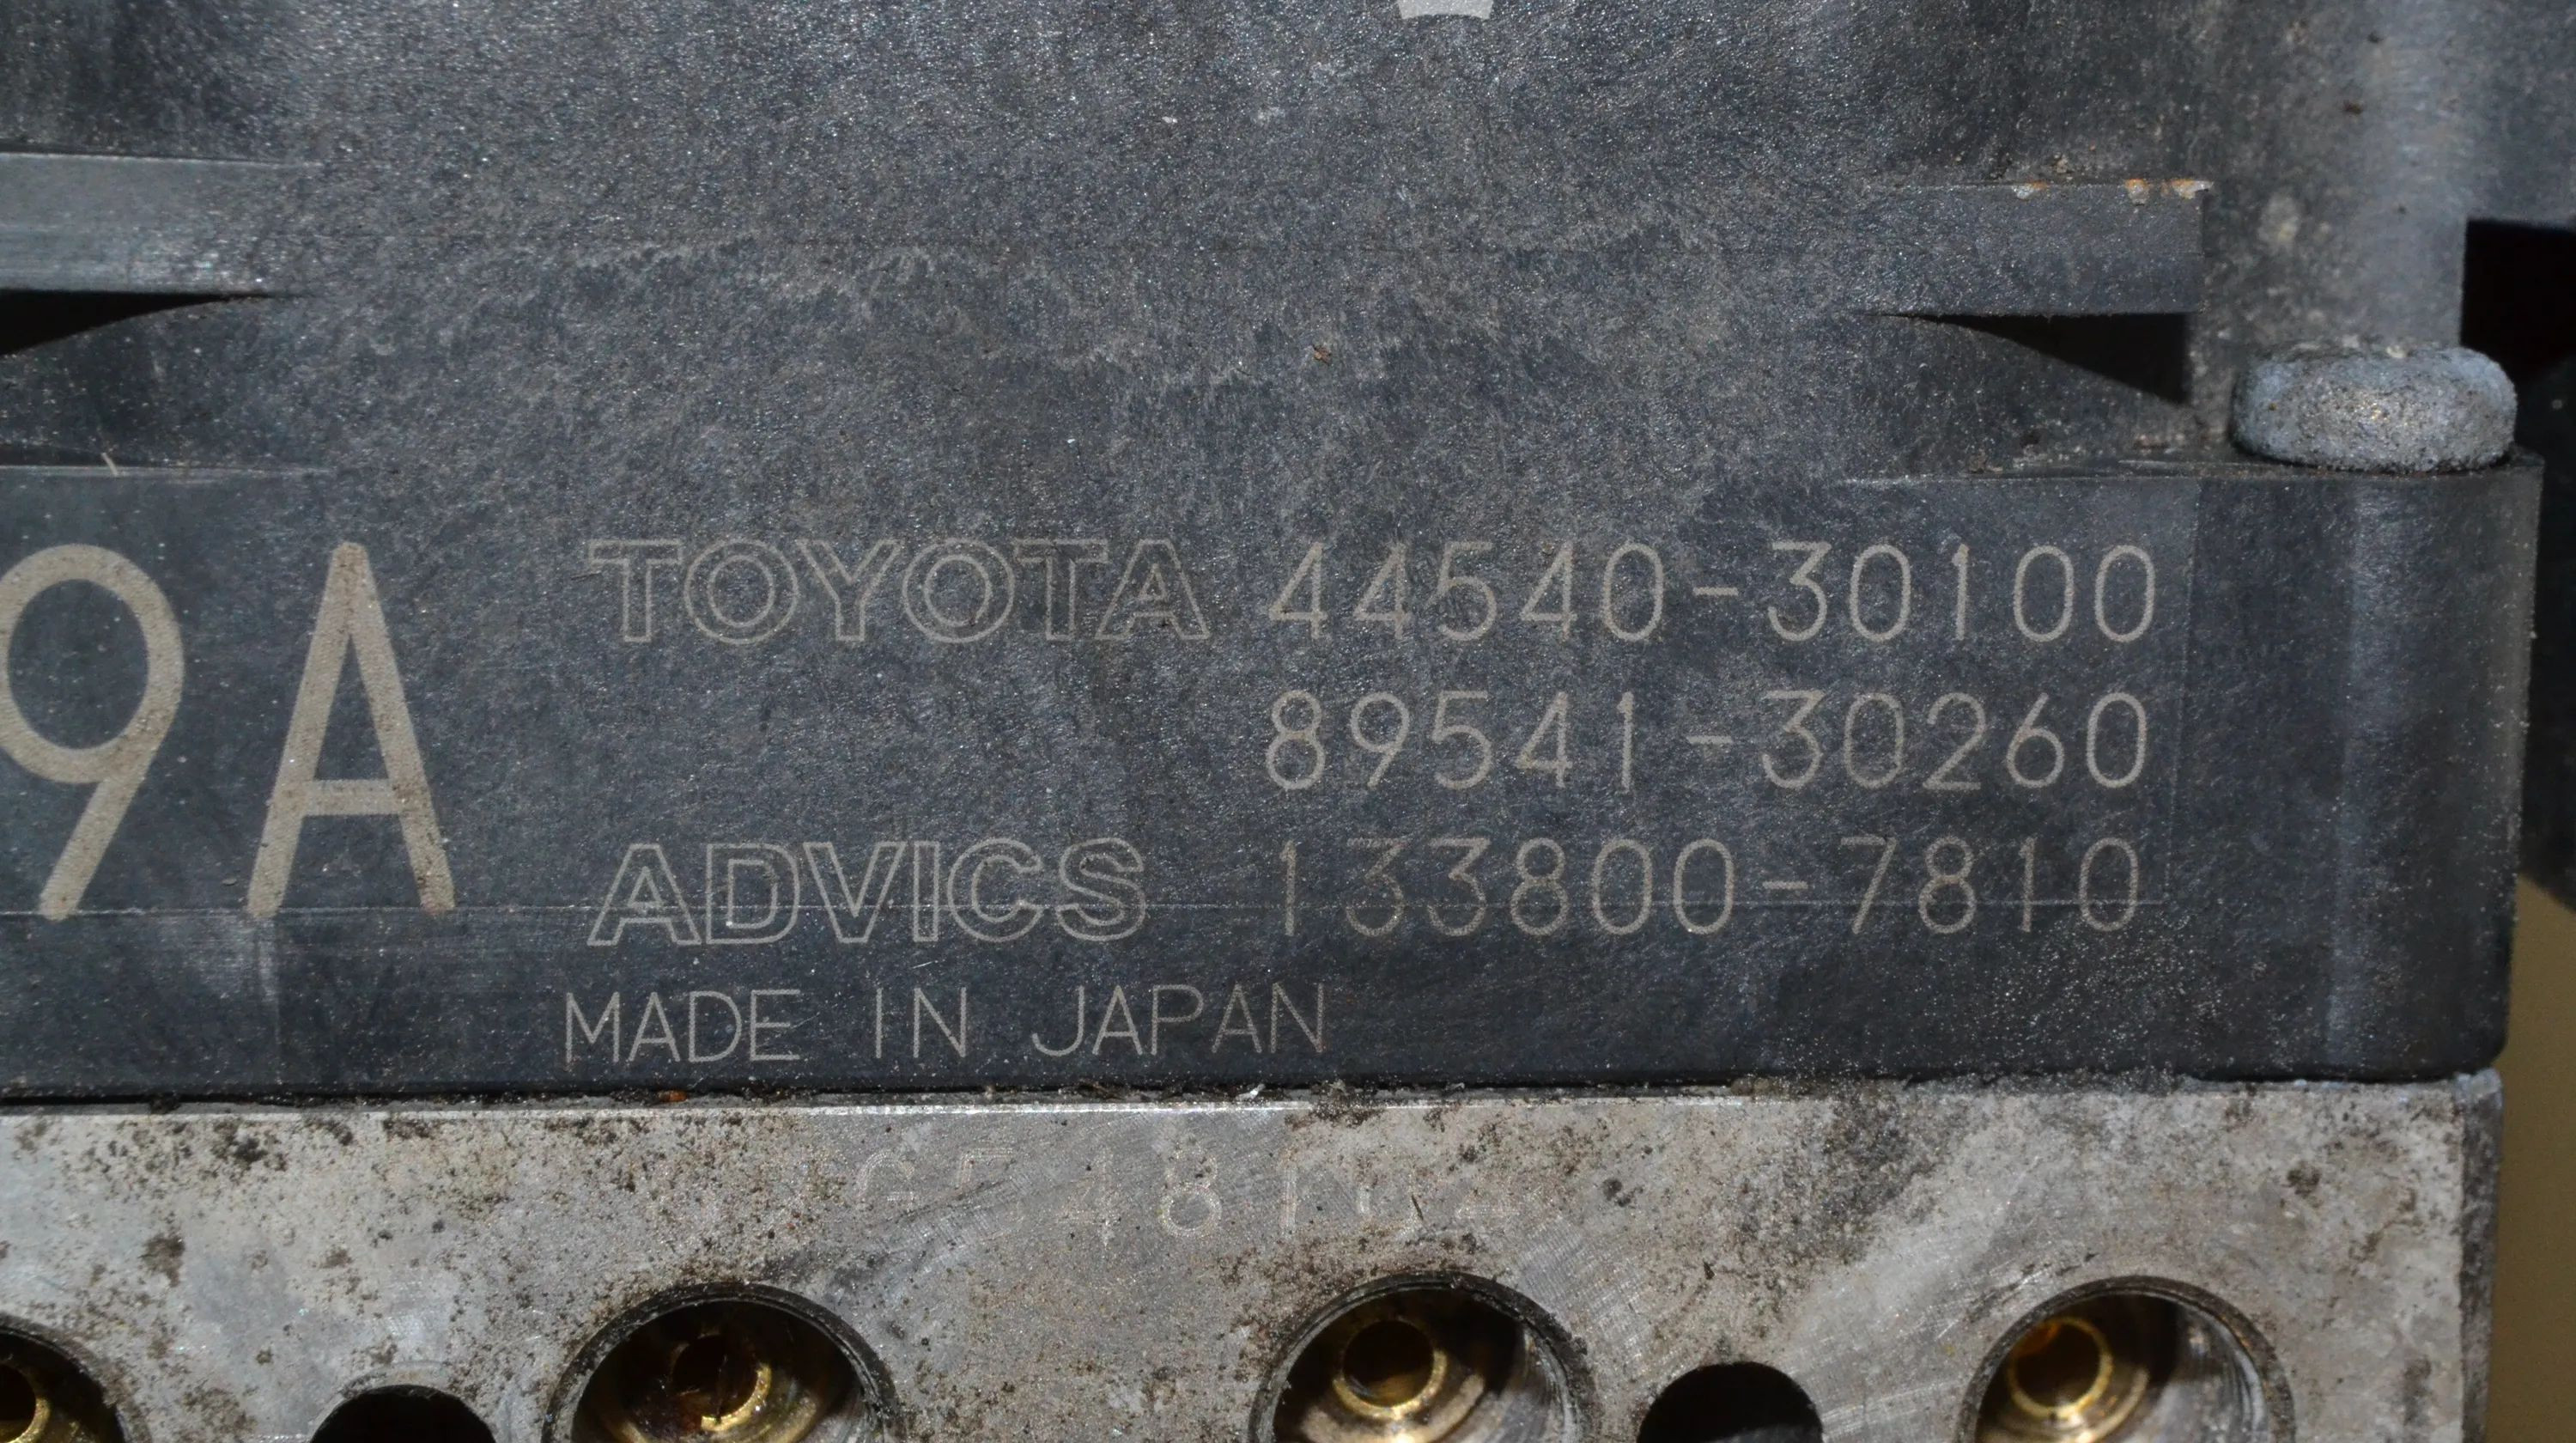 9A
TOYOTA 44540-30100
89541-30260
ADVICS 133800-7810
MADE IN JAPAN